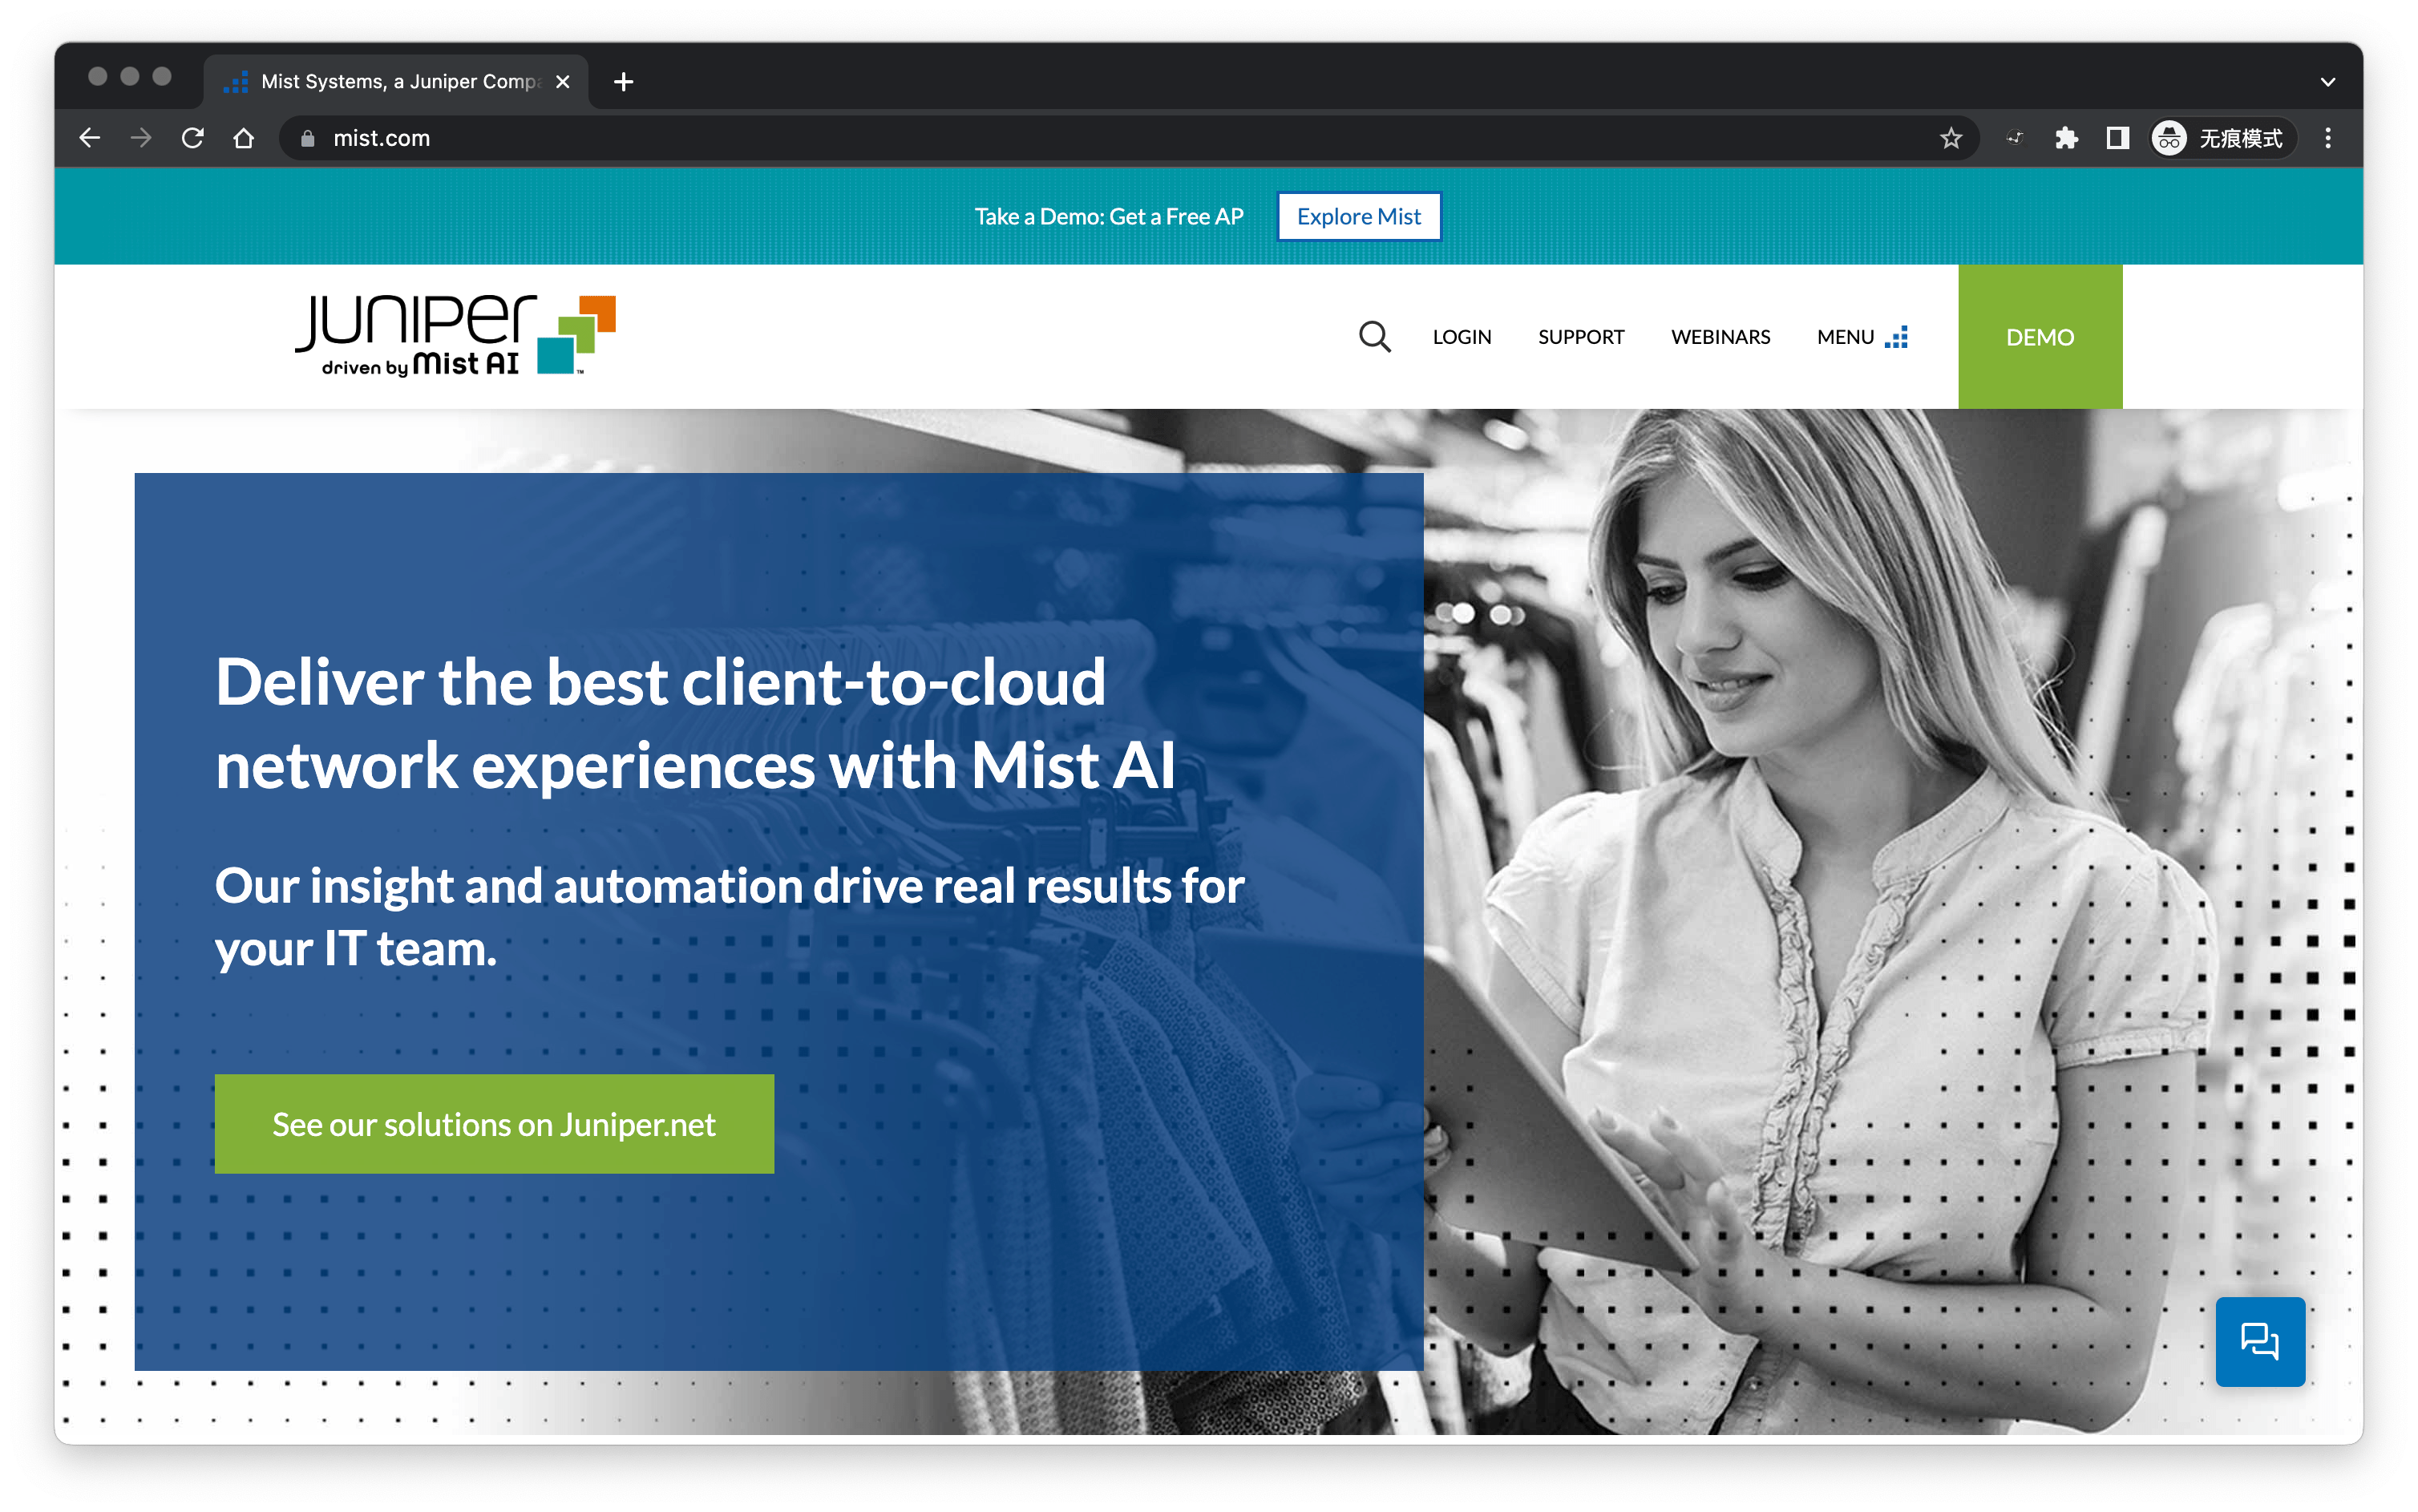 Mist Systems, a Juniper Compa
mist.com
无痕模式
Take a Demo: Get a Free AP
Explore Mist
Juniper
driven by Mist AI
TM
LOGIN
SUPPORT
WEBINARS
MENU
DEMO
Deliver the best client-to-cloud
network experiences with Mist AI
Our insight and automation drive real results for
your IT team.
See our solutions on Juniper.net